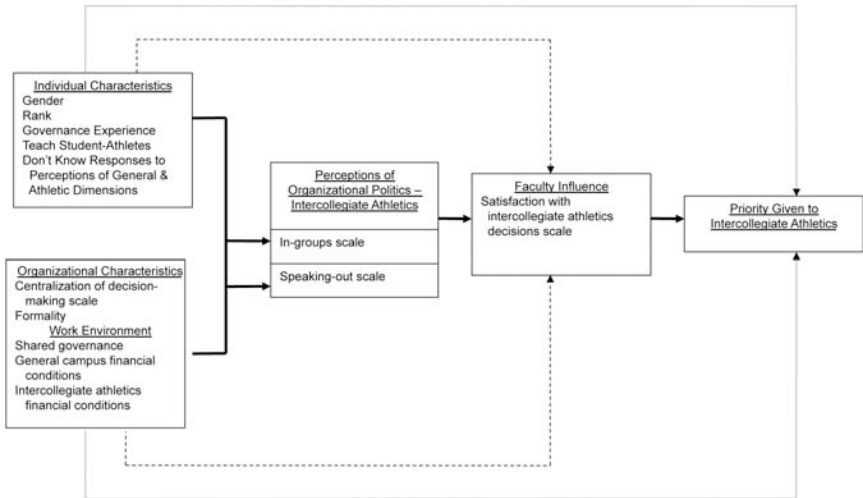 Individual Characteristics
Gender
Rank
Governance Experience
Teach Student-Athletes
Don't Know Responses to
Perceptions of General &
Athletic Dimensions
Organizational Characteristics
Centralization of decision-
making scale
Formality
Work Environment
Shared governance
General campus financial
conditions
Intercollegiate athletics
financial conditions
Perceptions of
Organizational Politics –
Intercollegiate Athletics
In-groups scale
Speaking-out scale
Faculty Influence
Satisfaction with
intercollegiate athletics
decisions scale
Priority Given to
Intercollegiate Athletics